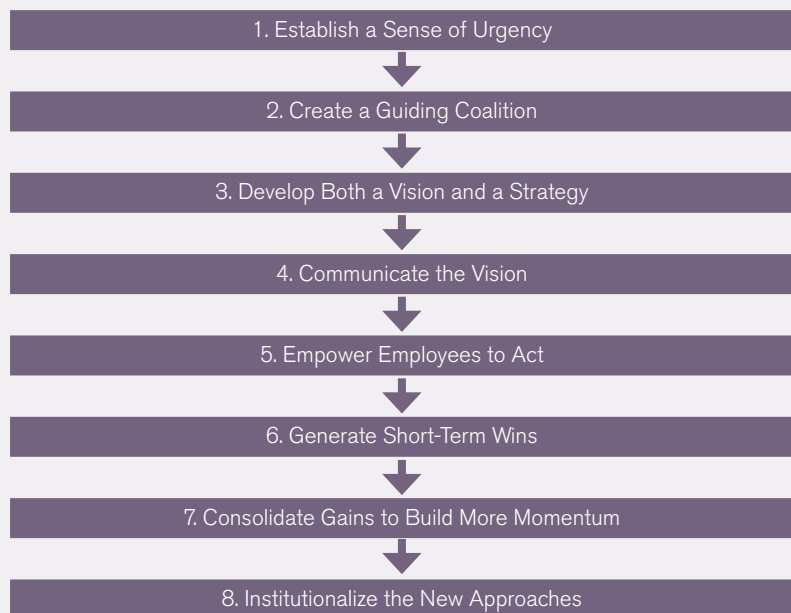 1. Establish a Sense of Urgency
2. Create a Guiding Coalition
3. Develop Both a Vision and a Strategy
4. Communicate the Vision
5. Empower Employees to Act
6. Generate Short-Term Wins
7. Consolidate Gains to Build More Momentum
8. Institutionalize the New Approaches